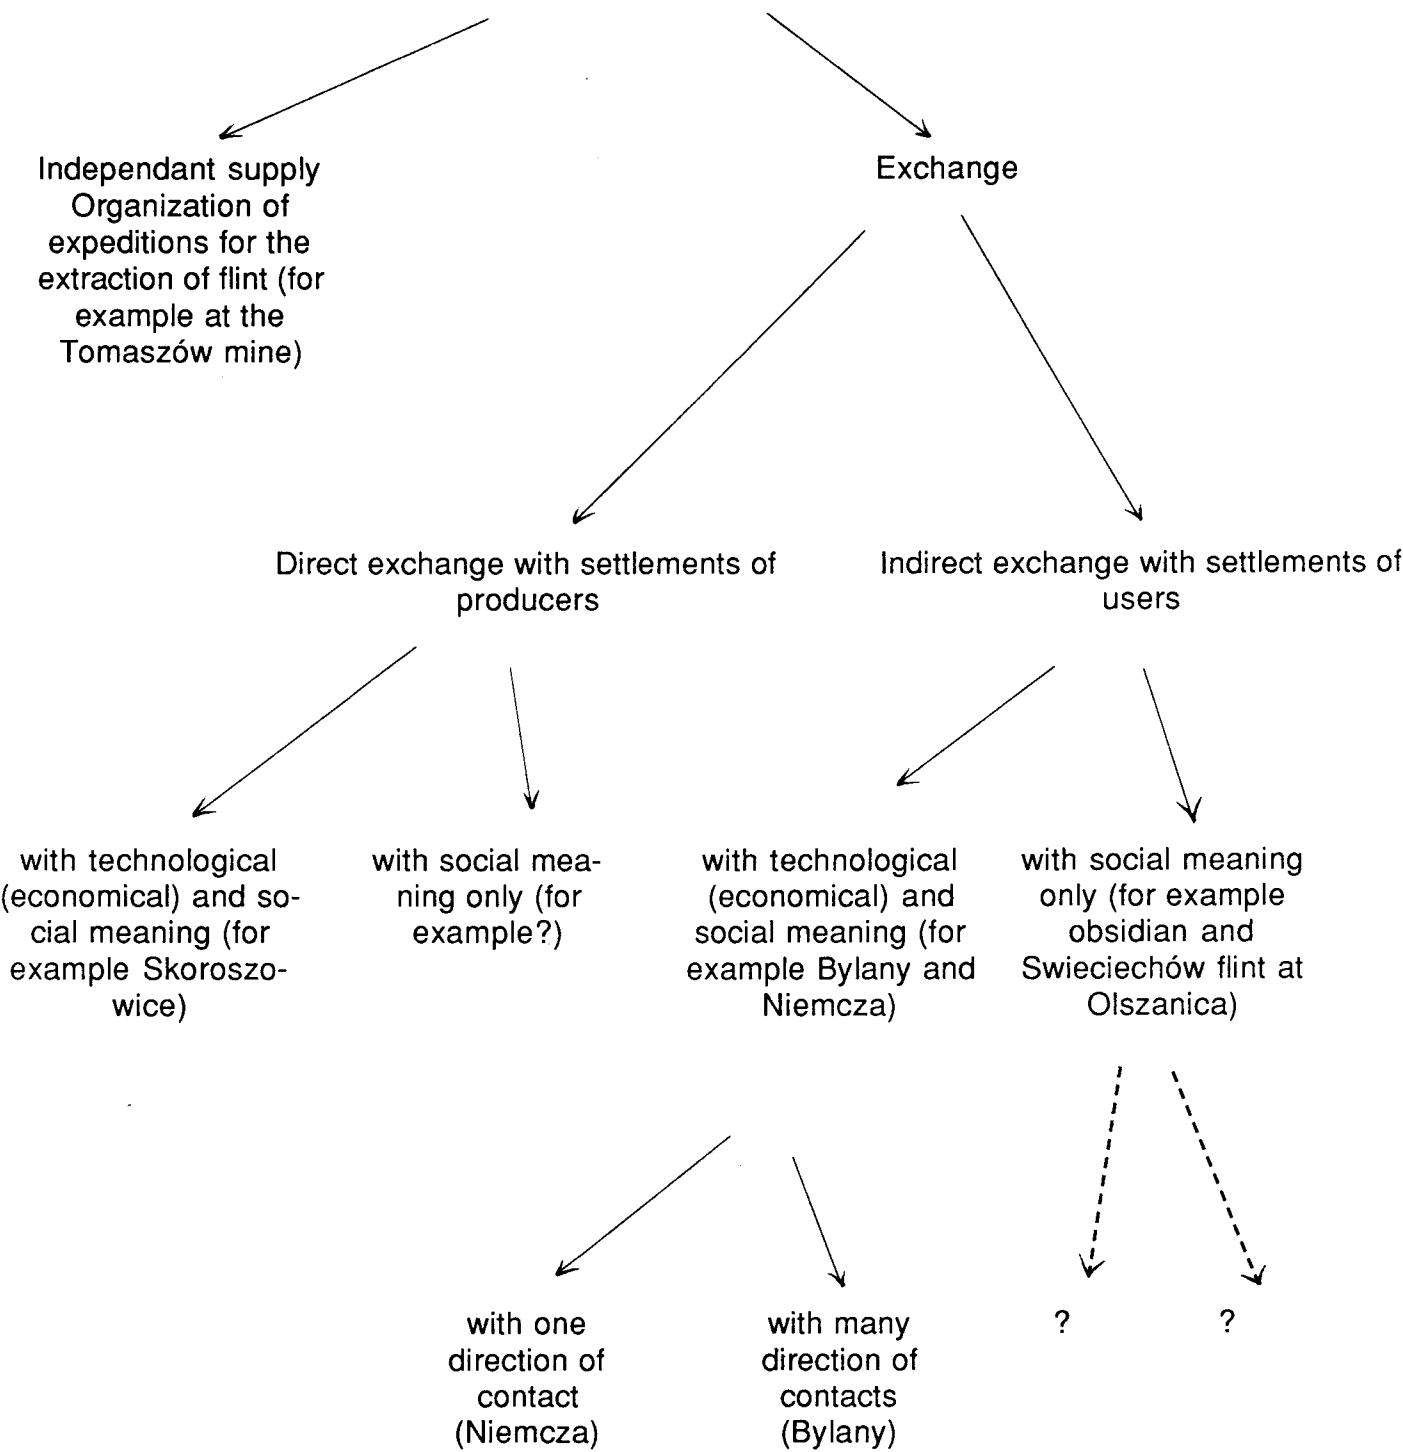 Independant supply
Organization of
expeditions for the
extraction of flint (for
example at the
Tomaszów mine)
Exchange
Direct exchange with settlements of
producers
Indirect exchange with settlements of
users
with technological
(economical) and so-
cial meaning (for
example Skoroszo-
wice)
with social mea-
ning only (for
example?)
with technological
(economical) and
social meaning (for
example Bylany and
Niemcza)
with social meaning
only (for example
obsidian and
Swieciechów flint at
Olszanica)
with one
direction of
contact
(Niemcza)
with many
direction of
contacts
(Bylany)
?
?